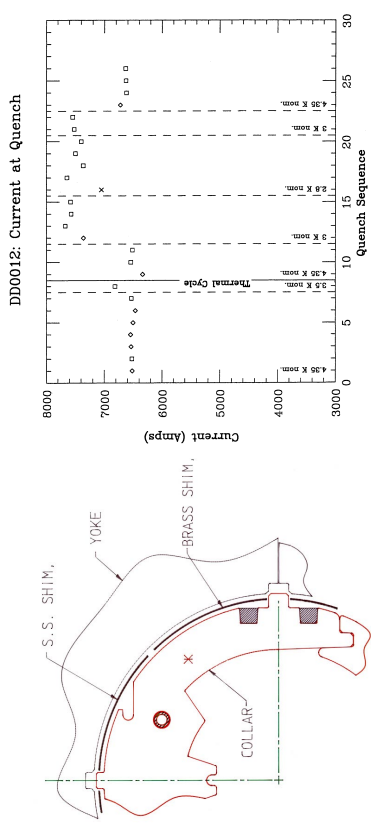 DD0012: Current at Quench
Current (Amps)
8000
7000
6000
5000
4000
3000
0
5
10
15
20
25
30
Quench Sequence
4.35 K nom.
3.5 K nom.
Thermal Cycle
4.35 K nom.
3 K nom.
2.8 K nom.
3 K nom.
4.35 K nom.
S.S. SHIM,
YOKE
BRASS SHIM,
COLLAR